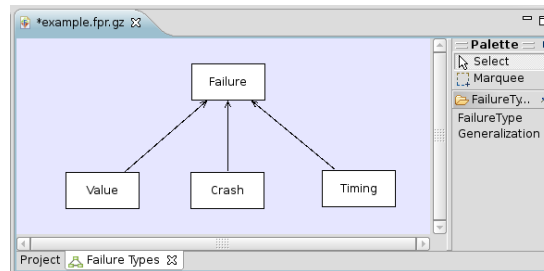 *example.fpr.gz
Palette
Select
Marquee
FailureTy...
FailureType
Generalization
Failure
Value
Crash
Timing
Project
Failure Types